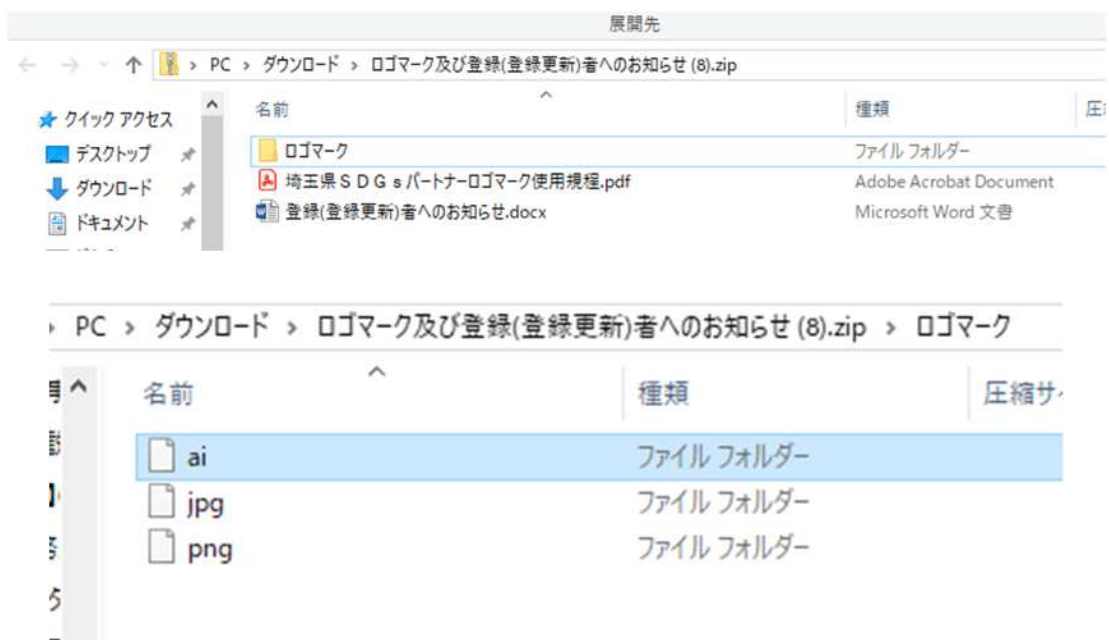 展開先
PC › ダウンロード › ロゴマーク及び登録(登録更新)者へのお知らせ (8).zip
クイック アクセス
デスクトップ
ダウンロード
ドキュメント
名前 種類
ロゴマーク ファイル フォルダー
埼玉県ＳＤＧｓパートナーロゴマーク使用規程.pdf Adobe Acrobat Document
登録(登録更新)者へのお知らせ.docx Microsoft Word 文書
› PC › ダウンロード › ロゴマーク及び登録(登録更新)者へのお知らせ (8).zip › ロゴマーク
名前 種類 圧縮サ
ai ファイル フォルダー
jpg ファイル フォルダー
png ファイル フォルダー